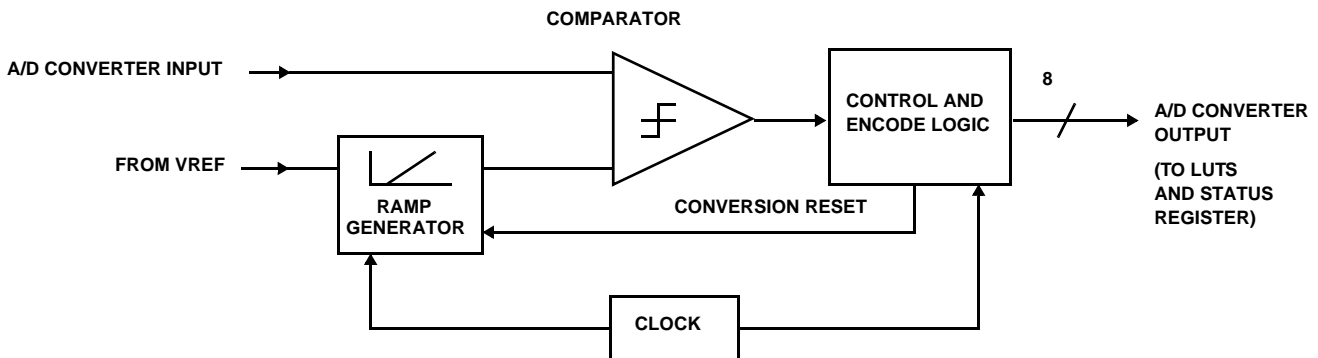 COMPARATOR
A/D CONVERTER INPUT
8
CONTROL AND
ENCODE LOGIC
A/D CONVERTER
OUTPUT
(TO LUTS
AND STATUS
REGISTER)
FROM VREF
RAMP
GENERATOR
CONVERSION RESET
CLOCK